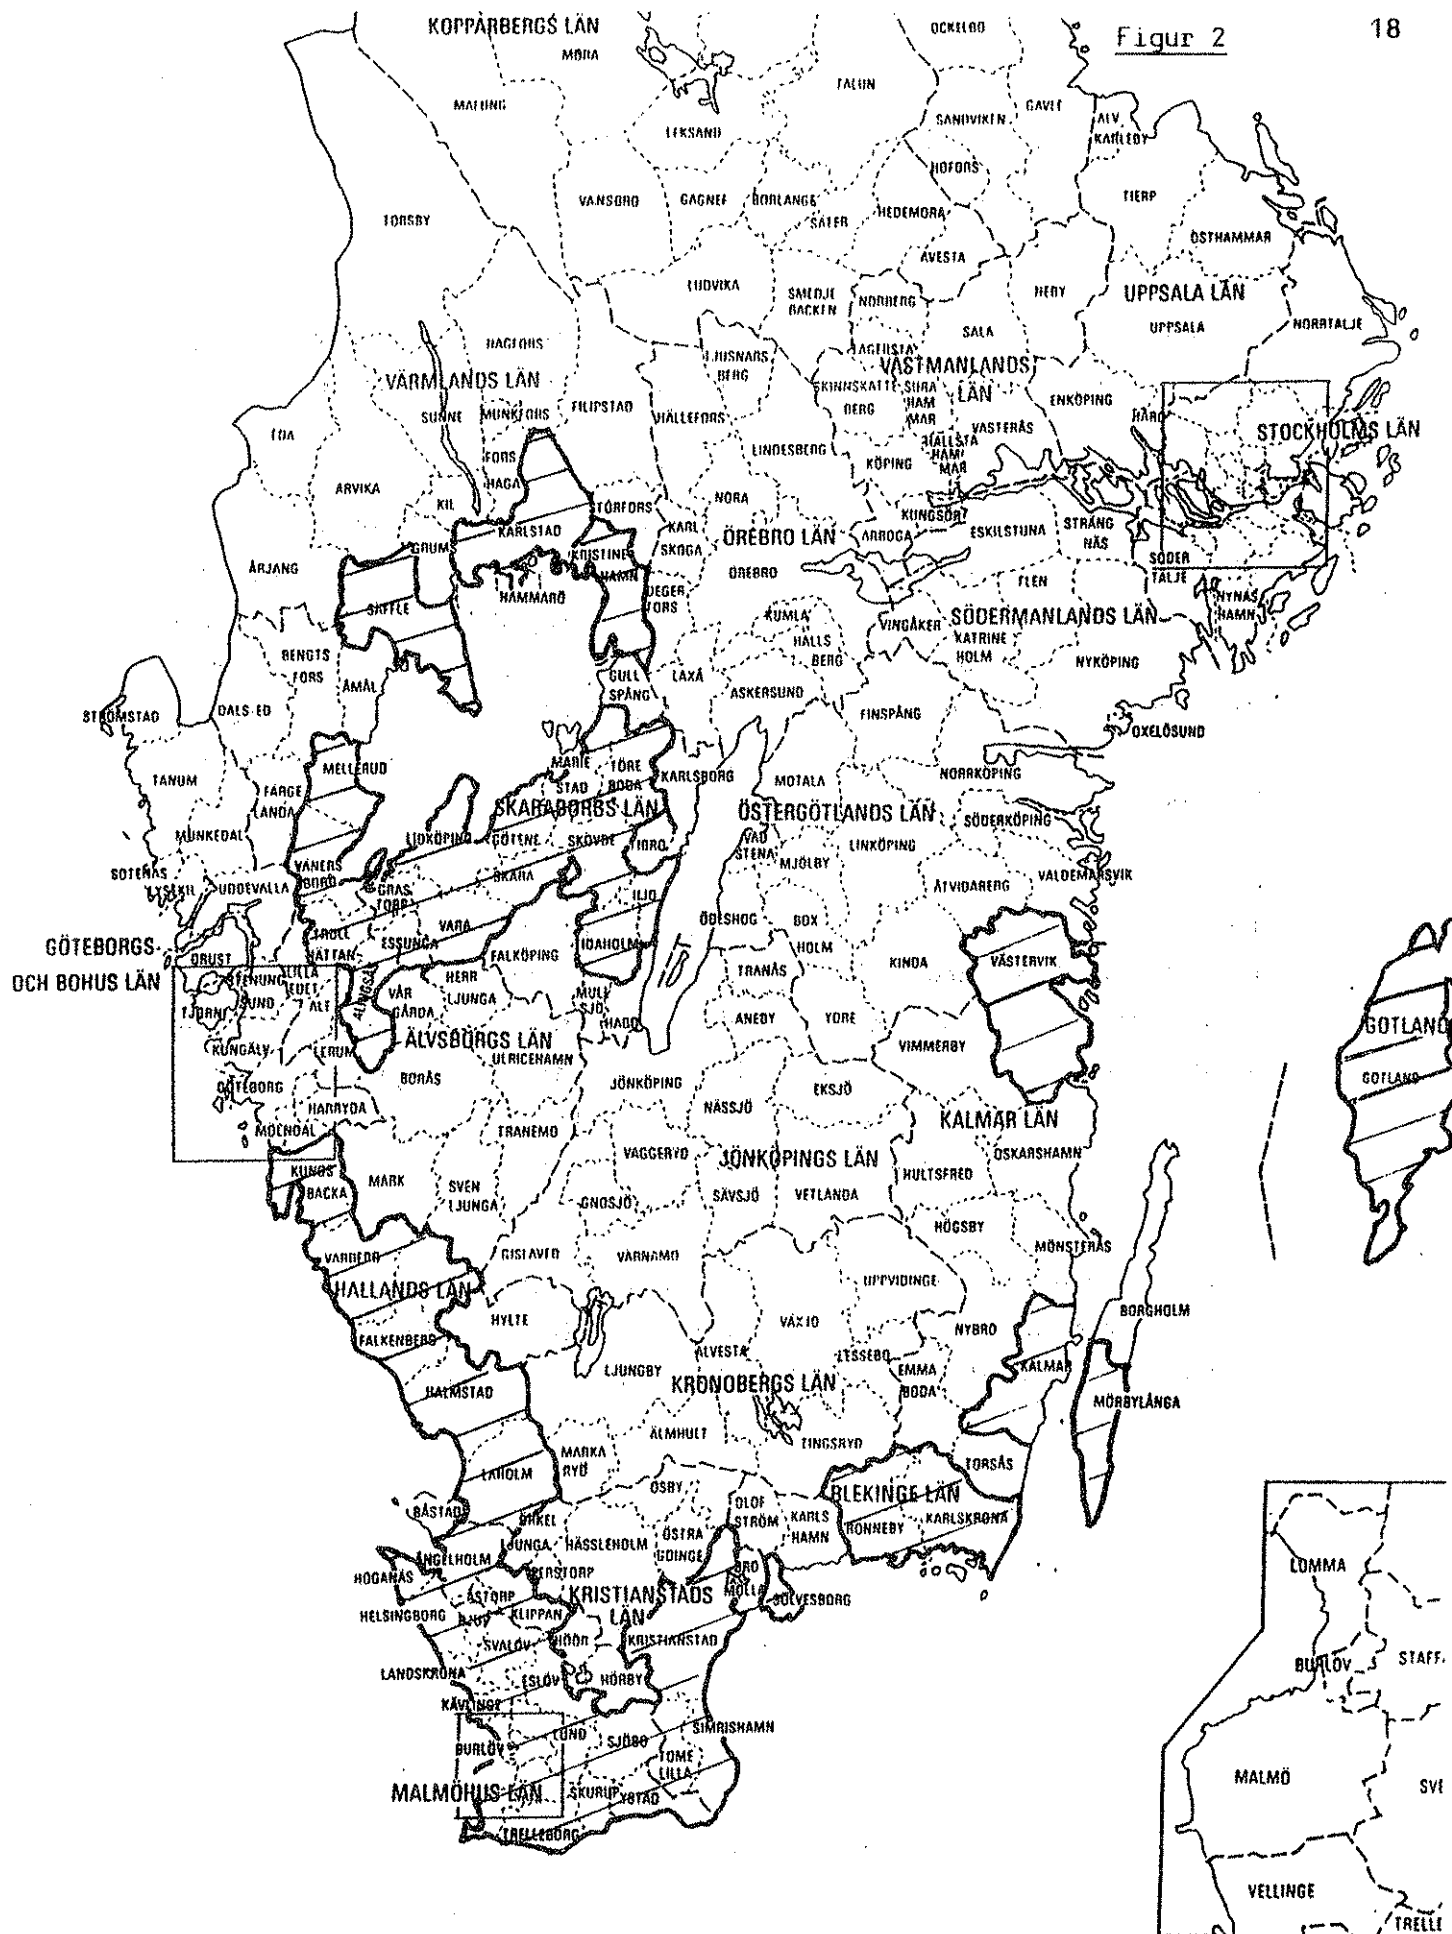 KOPPARBERGS LÄN
OCKELBO
Figur 2
18
MORA
MALUNG
FALUN
LEKSAND
SANDVIKEN
GÄVLE
ÄLV
KARLEBY
HOFORS
VANSBRO
GAGNEF
BORLÄNGE
SÄTER
HEDEMORA
TIERP
TORSBY
AVESTA
ÖSTHAMMAR
LUDVIKA
SMEDJE
BACKEN
NORBERG
HEBY
UPPSALA LÄN
UPPSALA
NORRTÄLJE
SALA
HAGFORS
LJUSNARS
BERG
FAGERSTA
VÄSTMANLANDS
LÄN
VÄRMLANDS LÄN
SKINNSKATTE
BERG
SURA
HAM
MAR
ENKÖPING
HÅBO
SUNNE
MUNKFORS
FILIPSTAD
HÄLLEFORS
VÄSTERÅS
STOCKHOLMS LÄN
EDA
LINDESBERG
HALLSTA
HAM
MAR
KÖPING
FORS
HAGA
ARVIKA
KIL
NORA
KARLSTAD
STORFORS
KARL
SKOGA
ÖREBRO LÄN
KUNGSÖR
ARBOGA
ESKILSTUNA
STRÄNG
NÄS
GRUMS
KRISTINE
HAMN
ÅRJÄNG
HAMMARÖ
ÖREBRO
SÖDER
TÄLJE
FLEN
SÄFFLE
DEGER
FORS
KUMLA
VINGÅKER
SÖDERMANLANDS LÄN
NYNÄS
HAMN
HALLS
BERG
KATRINE
HOLM
NYKÖPING
BENGTS
FORS
ÅMÅL
GULL
SPÅNG
LAXÅ
ASKERSUND
STRÖMSTAD
DALS-ED
FINSPÅNG
OXELÖSUND
TANUM
MELLERUD
MARIE
STAD
TÖRE
BODA
KARLSBORG
MOTALA
NORRKÖPING
FÄRGE
LANDA
SKARABORGS LÄN
ÖSTERGÖTLANDS LÄN
SÖDERKÖPING
MUNKEDAL
LIDKÖPING
GÖTENE
SKÖVDE
TIBRO
VAD
STENA
MJÖLBY
LINKÖPING
SOTENÄS
LYSEKIL
UDDEVALLA
VÄNERS
BORG
GRÄS
TORP
SKARA
HJO
ÅTVIDABERG
VALDEMARSVIK
VARA
ÖDESHÖG
BOX
HOLM
GÖTEBORGS-
OCH BOHUS LÄN
ORUST
TROLL
HÄTTAN
ESSUNGA
FALKÖPING
TIDAHOLM
TRANÅS
KINDA
VÄSTERVIK
STENUNG
SUND
LILLA
EDET
ALINGSÅS
HERR
LJUNGA
VÅR
GÅRDA
MULL
SJÖ
HABO
TJÖRN
ALE
ANEBY
YDRE
GOTLAND
KUNGÄLV
LERUM
ÄLVSBORGS LÄN
ULRICEHAMN
VIMMERBY
GÖTEBORG
BORÅS
JÖNKÖPING
EKSJÖ
GOTLAND
HÄRRYDA
NÄSSJÖ
MÖLNDAL
TRANEMO
KALMAR LÄN
KUNGS
BACKA
MARK
SVEN
LJUNGA
VAGGERYD
JÖNKÖPINGS LÄN
HULTSFRED
OSKARSHAMN
GNOSJÖ
SÄVSJÖ
VETLANDA
HÖGSBY
MÖNSTERÅS
VARBERG
GISLAVED
VÄRNAMO
HALLANDS LÄN
UPPVIDINGE
BORGHOLM
HYLTE
VÄXJÖ
NYBRO
FALKENBERG
ALVESTA
LESSEBO
EMMA
BODA
KALMAR
LJUNGBY
HALMSTAD
KRONOBERGS LÄN
MÖRBYLÅNGA
MARKA
RYD
ÄLMHULT
TINGSRYD
LAHOLM
TORSÅS
OSBY
BLEKINGE LÄN
BÅSTAD
ÖRKEL
LJUNGA
HÄSSLEHOLM
ÖSTRA
GÖINGE
OLOF
STRÖM
KARLS
HAMN
RONNEBY
KARLSKRONA
ÄNGELHOLM
HÖGANÄS
PERSTORP
BRO
MÖLLA
LOMMA
ÅSTORP
KRISTIANSTADS
LÄN
SÖLVESBORG
HELSINGBORG
BJUV
KLIPPAN
SVALÖV
HÖÖR
KRISTIANSTAD
LANDSKRONA
ESLÖV
HÖRBY
BURLÖV
STAFF
KÄVLINGE
SIMRISHAMN
BURLÖV
LUND
SJÖBO
TOME
LILLA
MALMÖ
SVE
MALMÖHUS LÄN
SKURUP
YSTAD
TRELLEBORG
VELLINGE
TRELLE